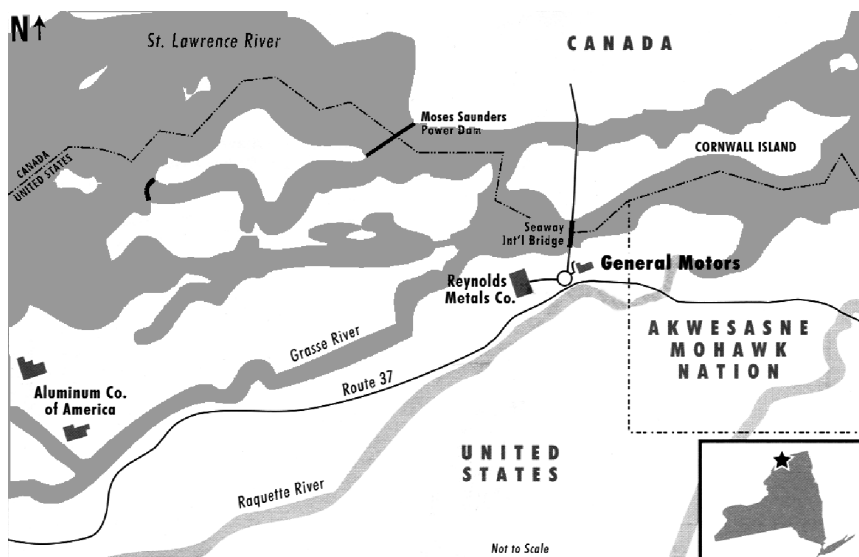 N
St. Lawrence River
CANADA
Moses Saunders
Power Dam
CORNWALL ISLAND
CANADA
UNITED STATES
Seaway
Int'l Bridge
General Motors
Reynolds
Metals Co.
Grasse River
AKWESASNE
MOHAWK
NATION
Aluminum Co.
of America
Route 37
UNITED
STATES
Raquette River
Not to Scale